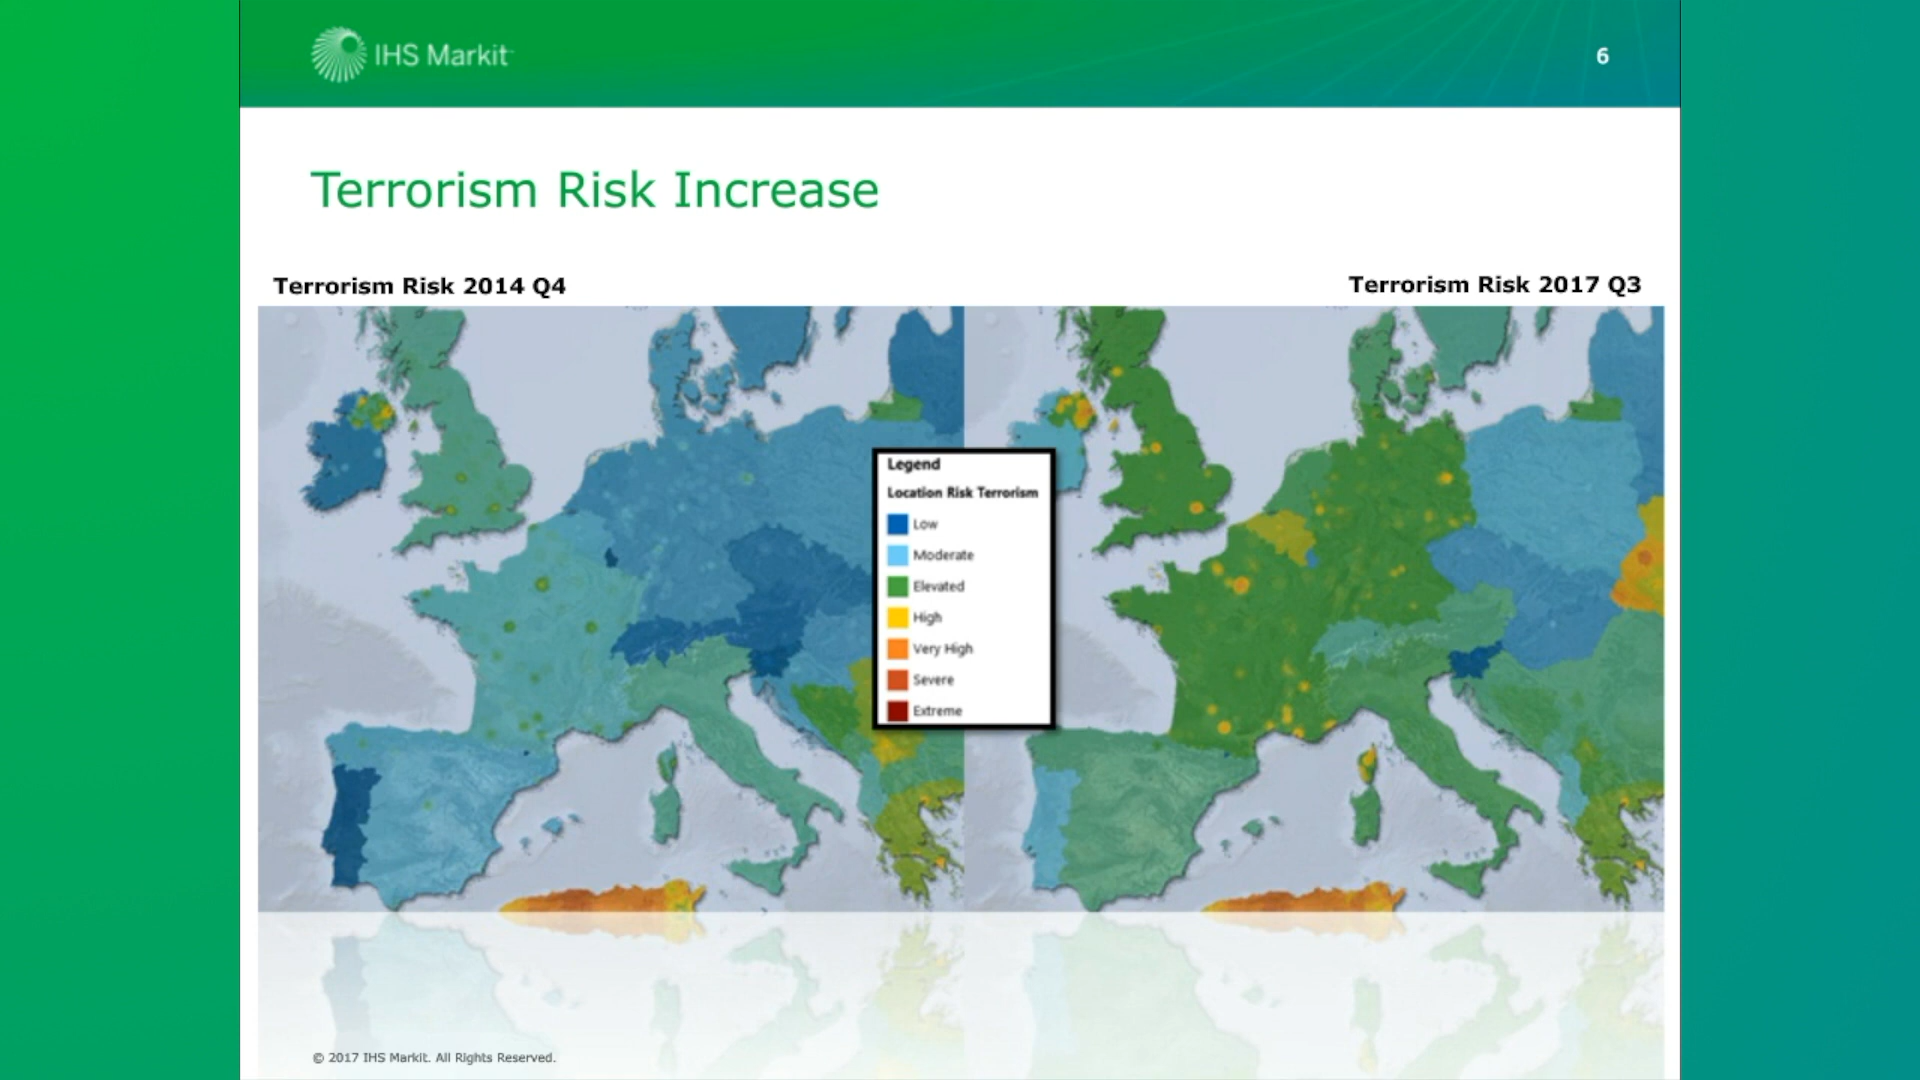 IHS Markit
6
Terrorism Risk Increase
Terrorism Risk 2014 Q4
Terrorism Risk 2017 Q3
Legend
Location Risk Terrorism
Low
Moderate
Elevated
High
Very High
Severe
Extreme
© 2017 IHS Markit. All Rights Reserved.